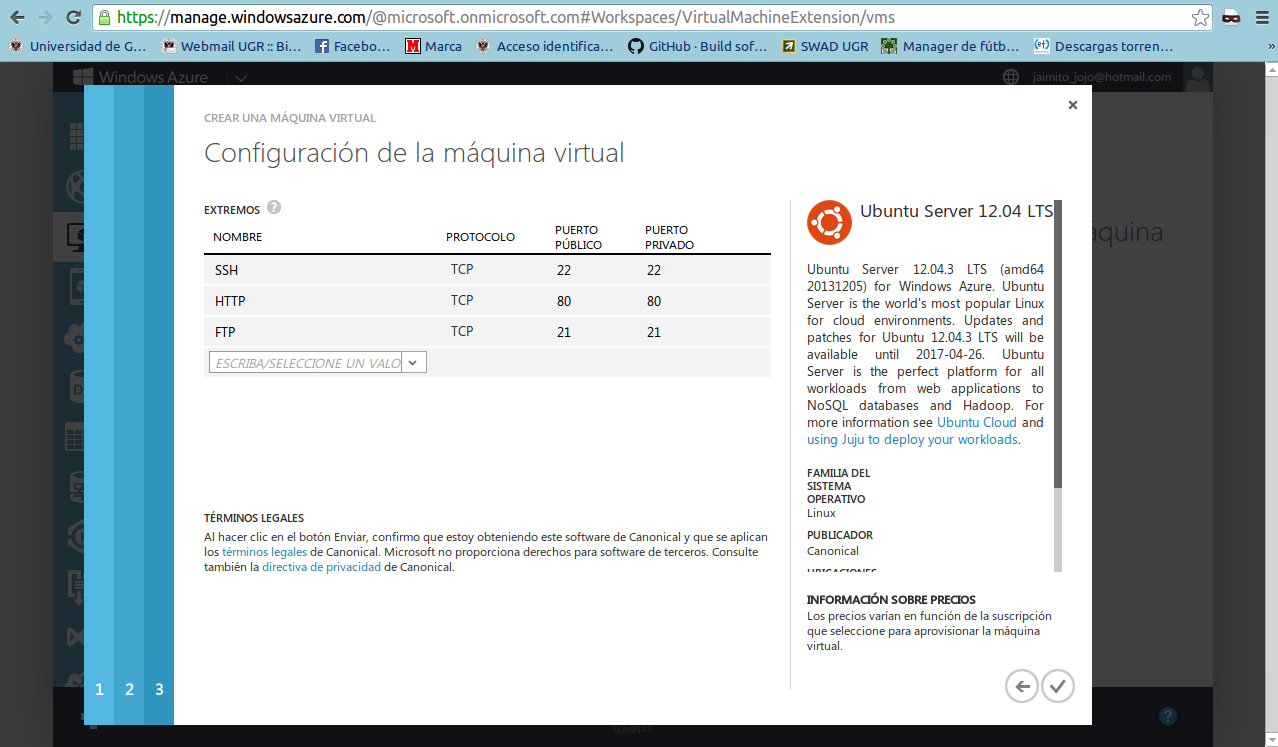 https://manage.windowsazure.com/@microsoft.onmicrosoft.com#Workspaces/VirtualMachineExtension/vms
Universidad de G… Webmail UGR :: Bi… Facebo… Marca Acceso identifica… GitHub · Build sof… SWAD UGR Manager de fútb… Descargas torren… »
Windows Azure jaimito_jojo@hotmail.com
CREAR UNA MÁQUINA VIRTUAL
Configuración de la máquina virtual
EXTREMOS ?
NOMBRE PROTOCOLO PUERTO PÚBLICO PUERTO PRIVADO
SSH TCP 22 22
HTTP TCP 80 80
FTP TCP 21 21
ESCRIBA/SELECCIONE UN VALO
TÉRMINOS LEGALES
Al hacer clic en el botón Enviar, confirmo que estoy obteniendo este software de Canonical y que se aplican
los términos legales de Canonical. Microsoft no proporciona derechos para software de terceros. Consulte
también la directiva de privacidad de Canonical.
Ubuntu Server 12.04 LTS
Ubuntu Server 12.04.3 LTS (amd64
20131205) for Windows Azure. Ubuntu
Server is the world's most popular Linux
for cloud environments. Updates and
patches for Ubuntu 12.04.3 LTS will be
available until 2017-04-26. Ubuntu
Server is the perfect platform for all
workloads from web applications to
NoSQL databases and Hadoop. For
more information see Ubuntu Cloud and
using Juju to deploy your workloads.
FAMILIA DEL
SISTEMA
OPERATIVO
Linux
PUBLICADOR
Canonical
UBICACIONES
INFORMACIÓN SOBRE PRECIOS
Los precios varían en función de la suscripción
que seleccione para aprovisionar la máquina
virtual.
áquina
1 2 3
ELIMINAR
?